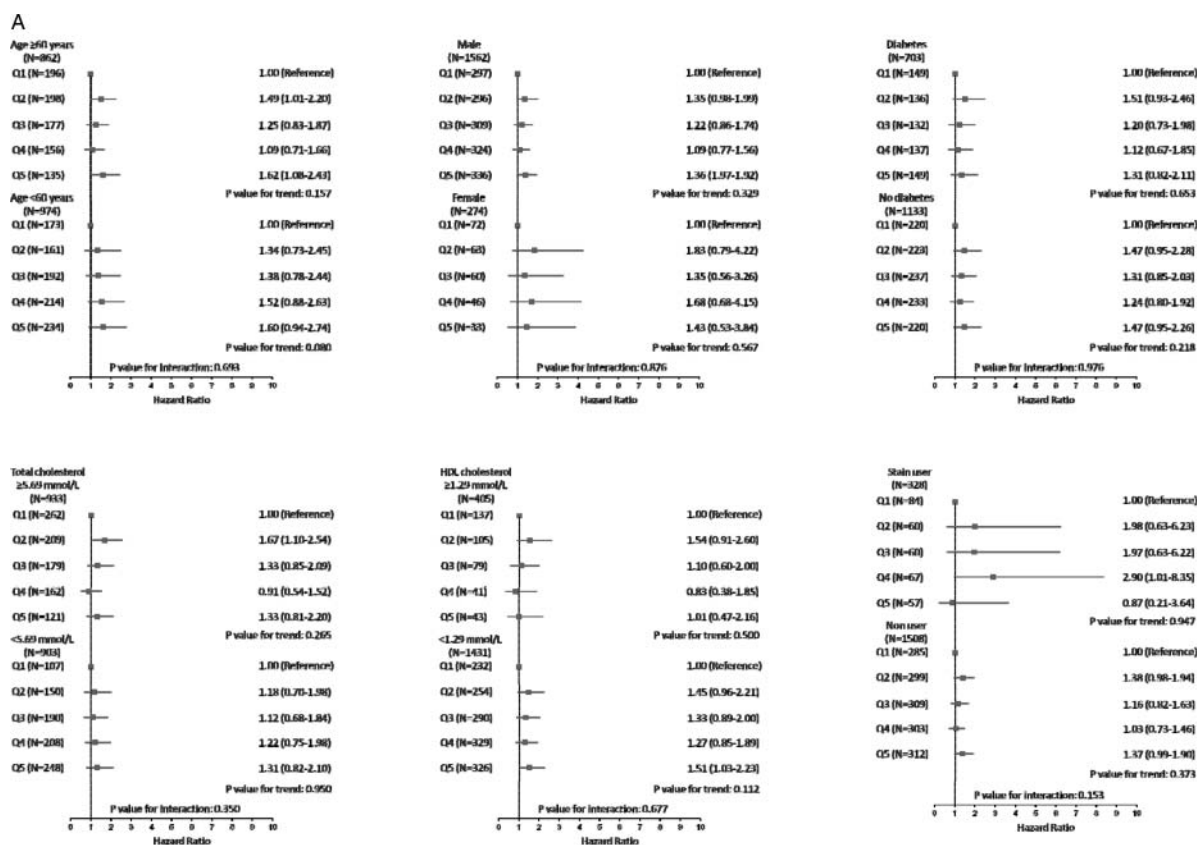 A
Age ≥60 years
(N=862)
Q1 (N=196) 1.00 (Reference)
Q2 (N=198) 1.49 (1.01-2.20)
Q3 (N=177) 1.25 (0.83-1.87)
Q4 (N=156) 1.09 (0.71-1.66)
Q5 (N=135) 1.62 (1.08-2.43)
P value for trend: 0.157
Age <60 years
(N=974)
Q1 (N=173) 1.00 (Reference)
Q2 (N=161) 1.34 (0.73-2.45)
Q3 (N=192) 1.38 (0.78-2.44)
Q4 (N=214) 1.52 (0.88-2.63)
Q5 (N=234) 1.60 (0.94-2.74)
P value for trend: 0.080
P value for Interaction: 0.693
0 1 2 3 4 5 6 7 8 9 10
Hazard Ratio
Male
(N=1562)
Q1 (N=297) 1.00 (Reference)
Q2 (N=296) 1.35 (0.98-1.99)
Q3 (N=309) 1.22 (0.86-1.74)
Q4 (N=324) 1.09 (0.77-1.56)
Q5 (N=336) 1.36 (1.97-1.92)
P value for trend: 0.329
Female
(N=274)
Q1 (N=72) 1.00 (Reference)
Q2 (N=63) 1.83 (0.79-4.22)
Q3 (N=60) 1.35 (0.56-3.26)
Q4 (N=46) 1.68 (0.68-4.15)
Q5 (N=33) 1.43 (0.53-3.84)
P value for trend: 0.567
P value for Interaction: 0.876
0 1 2 3 4 5 6 7 8 9 10
Hazard Ratio
Diabetes
(N=703)
Q1 (N=149) 1.00 (Reference)
Q2 (N=136) 1.51 (0.93-2.46)
Q3 (N=132) 1.20 (0.73-1.98)
Q4 (N=137) 1.12 (0.67-1.85)
Q5 (N=149) 1.31 (0.82-2.11)
P value for trend: 0.653
No diabetes
(N=1133)
Q1 (N=220) 1.00 (Reference)
Q2 (N=223) 1.47 (0.95-2.28)
Q3 (N=237) 1.31 (0.85-2.03)
Q4 (N=233) 1.24 (0.80-1.92)
Q5 (N=220) 1.47 (0.95-2.26)
P value for trend: 0.218
P value for Interaction: 0.976
0 1 2 3 4 5 6 7 8 9 10
Hazard Ratio
Total cholesterol
≥5.69 mmol/L
(N=933)
Q1 (N=262) 1.00 (Reference)
Q2 (N=209) 1.67 (1.10-2.54)
Q3 (N=179) 1.33 (0.85-2.09)
Q4 (N=162) 0.91 (0.54-1.52)
Q5 (N=121) 1.33 (0.81-2.20)
P value for trend: 0.265
<5.69 mmol/L
(N=903)
Q1 (N=107) 1.00 (Reference)
Q2 (N=150) 1.18 (0.70-1.98)
Q3 (N=190) 1.12 (0.68-1.84)
Q4 (N=208) 1.22 (0.75-1.98)
Q5 (N=248) 1.31 (0.82-2.10)
P value for trend: 0.950
P value for Interaction: 0.350
0 1 2 3 4 5 6 7 8 9 10
Hazard Ratio
HDL cholesterol
≥1.29 mmol/L
(N=405)
Q1 (N=137) 1.00 (Reference)
Q2 (N=105) 1.54 (0.91-2.60)
Q3 (N=79) 1.10 (0.60-2.00)
Q4 (N=41) 0.83 (0.38-1.85)
Q5 (N=43) 1.01 (0.47-2.16)
P value for trend: 0.500
<1.29 mmol/L
(N=1431)
Q1 (N=232) 1.00 (Reference)
Q2 (N=254) 1.45 (0.96-2.21)
Q3 (N=290) 1.33 (0.89-2.00)
Q4 (N=329) 1.27 (0.85-1.89)
Q5 (N=326) 1.51 (1.03-2.23)
P value for trend: 0.112
P value for Interaction: 0.677
0 1 2 3 4 5 6 7 8 9 10
Hazard Ratio
Stain user
(N=328)
Q1 (N=84) 1.00 (Reference)
Q2 (N=60) 1.98 (0.63-6.23)
Q3 (N=60) 1.97 (0.63-6.22)
Q4 (N=67) 2.90 (1.01-8.35)
Q5 (N=57) 0.87 (0.21-3.64)
P value for trend: 0.947
Non user
(N=1508)
Q1 (N=285) 1.00 (Reference)
Q2 (N=299) 1.38 (0.98-1.94)
Q3 (N=309) 1.16 (0.82-1.63)
Q4 (N=303) 1.03 (0.73-1.46)
Q5 (N=312) 1.37 (0.99-1.90)
P value for trend: 0.373
P value for interaction: 0.153
0 1 2 3 4 5 6 7 8 9 10
Hazard Ratio